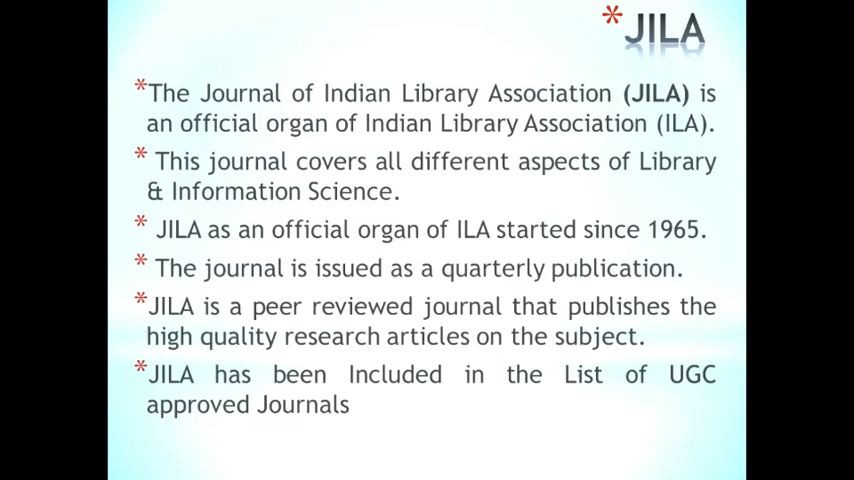 * JILA
*The Journal of Indian Library Association (JILA) is
an official organ of Indian Library Association (ILA).
* This journal covers all different aspects of Library
& Information Science.
* JILA as an official organ of ILA started since 1965.
* The journal is issued as a quarterly publication.
*JILA is a peer reviewed journal that publishes the
high quality research articles on the subject.
*JILA has been Included in the List of UGC
approved Journals